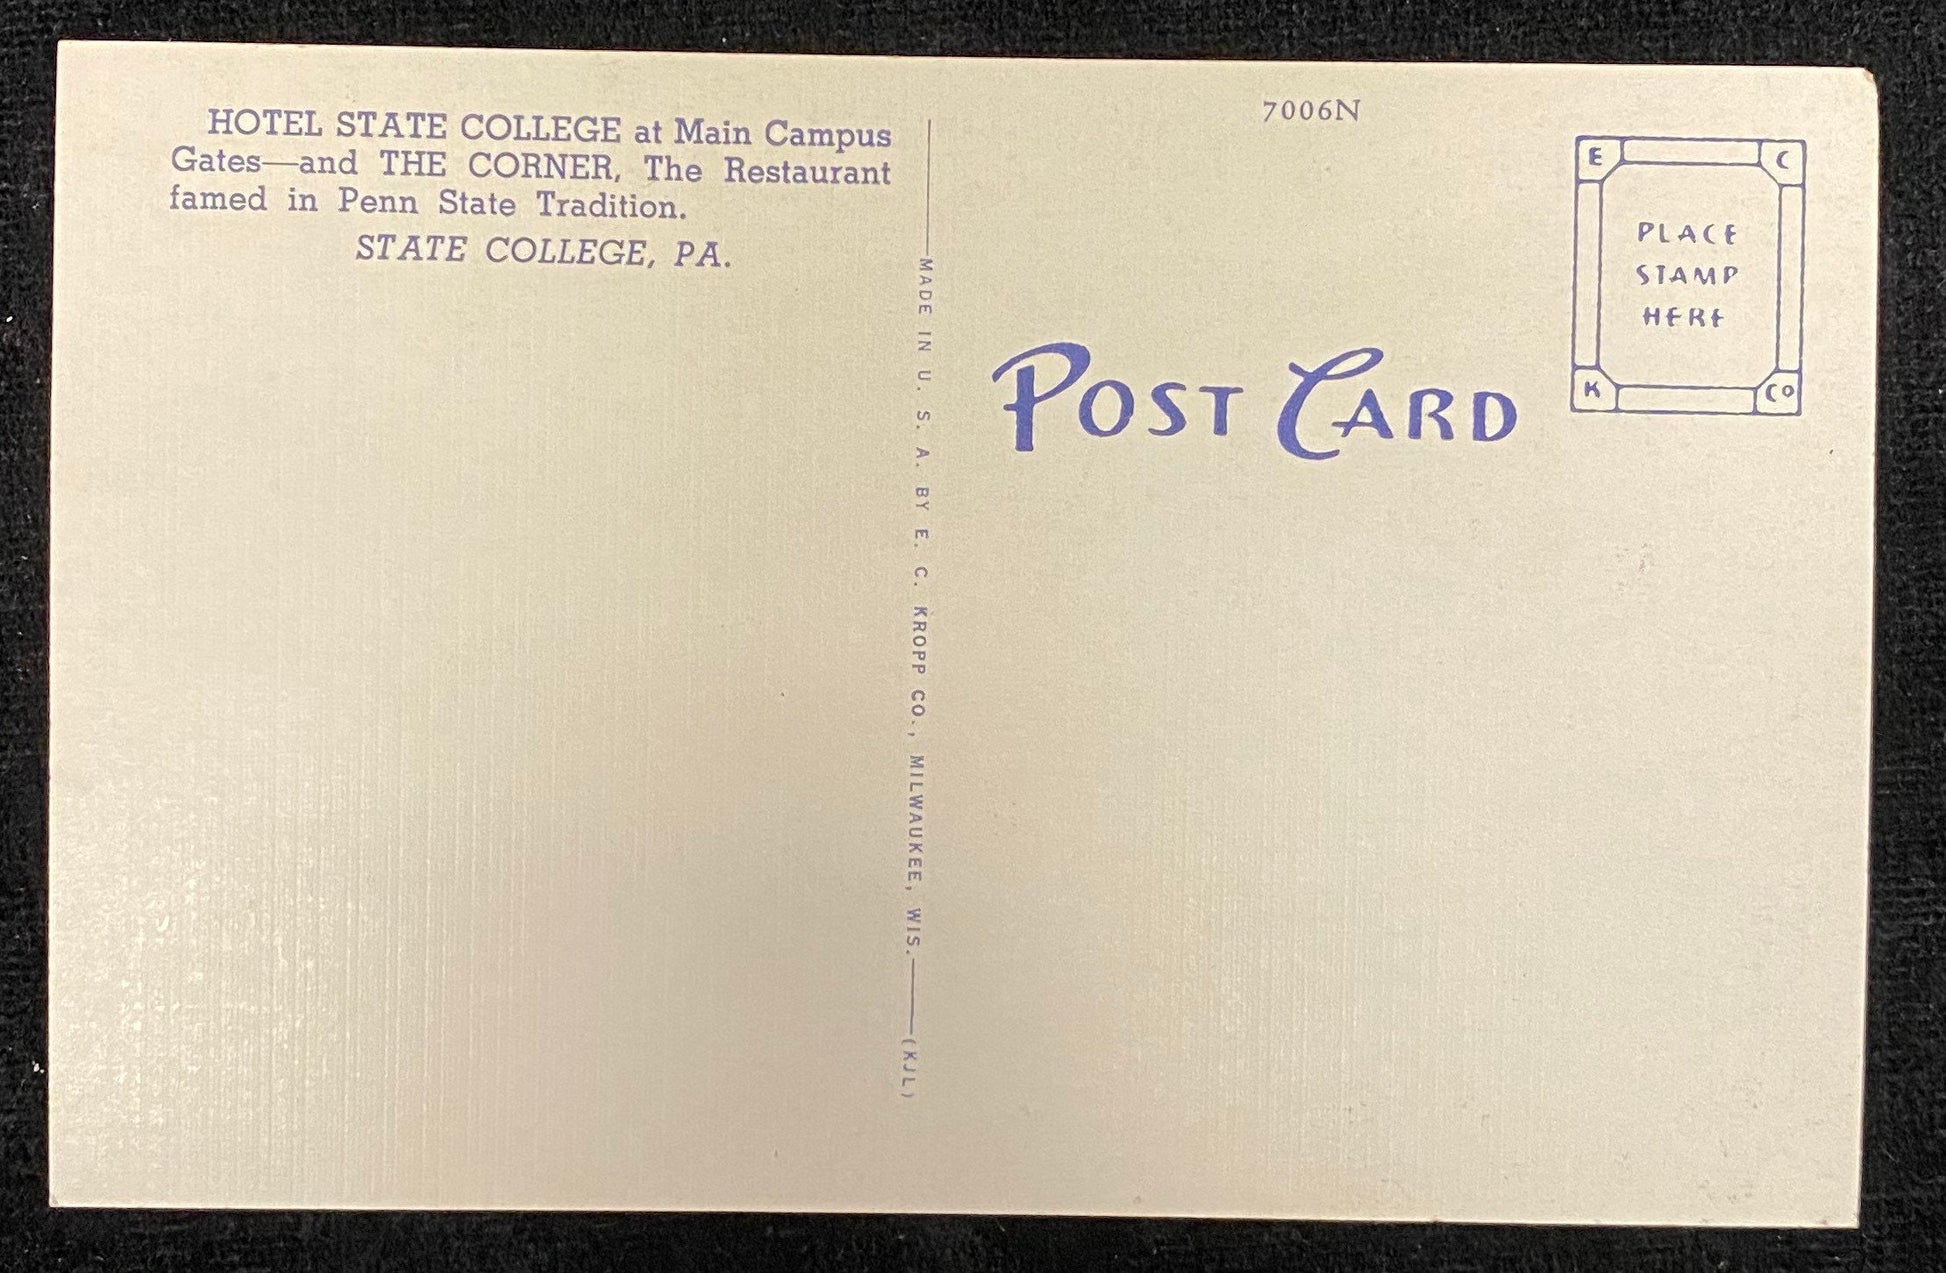 HOTEL STATE COLLEGE at Main Campus
Gates—and THE CORNER, The Restaurant
famed in Penn State Tradition.
STATE COLLEGE, PA.
MADE IN U. S. A. BY E. C. KROPP CO., MILWAUKEE, WIS.—(KJL)
7006N
POST CARD
E C
PLACE
STAMP
HERE
K CO